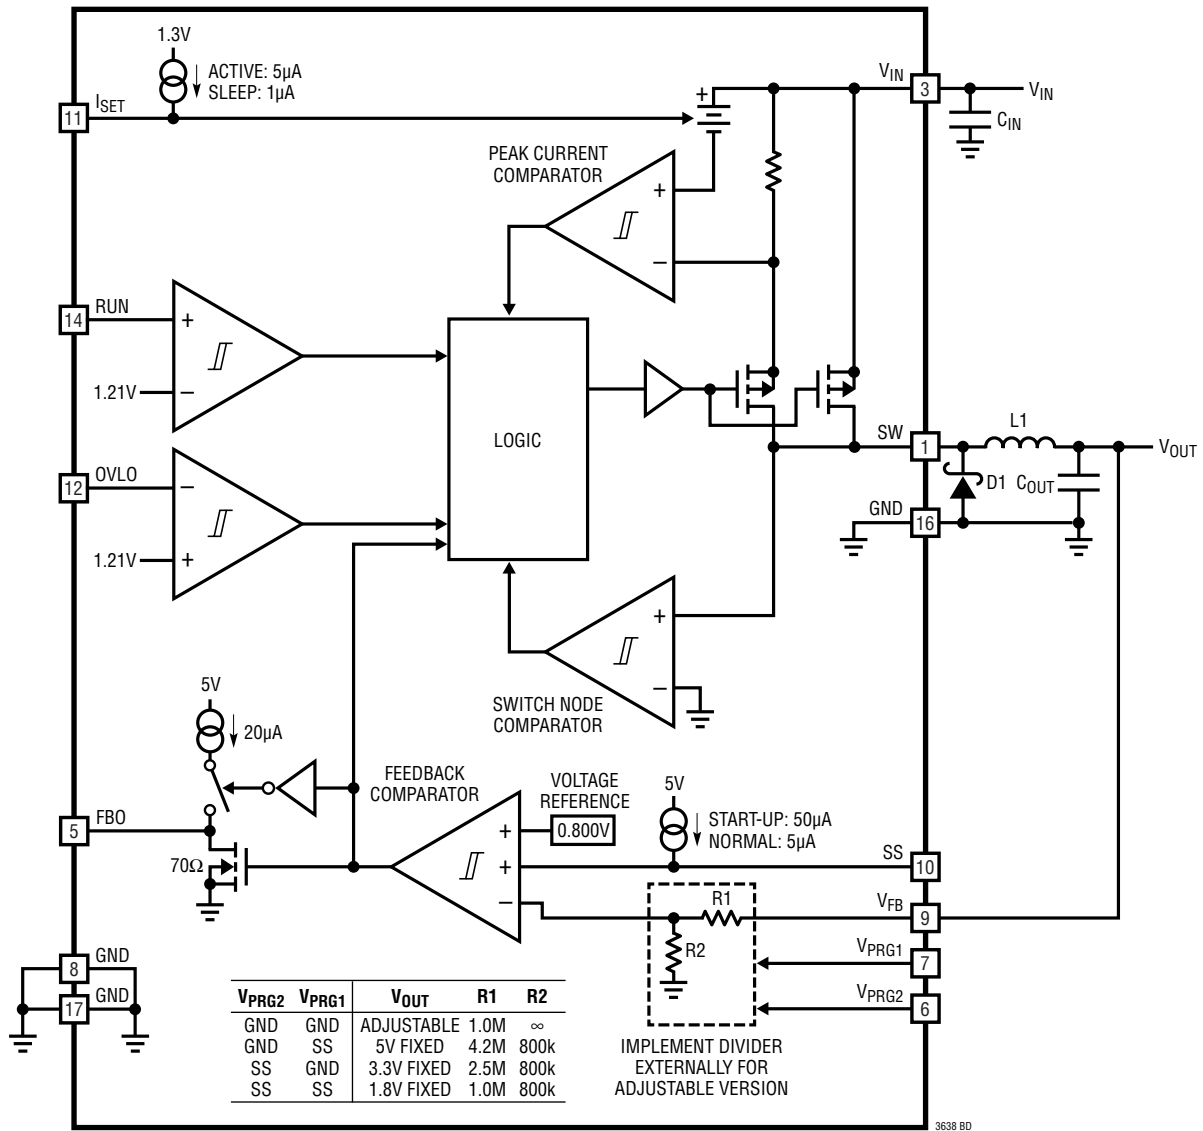 1.3V
ACTIVE: 5µA
SLEEP: 1µA
11
ISET
+
VIN
3
VIN
CIN
PEAK CURRENT
COMPARATOR
+
–
14
RUN
+
1.21V
–
LOGIC
12
OVLO
–
1.21V
+
SW
1
L1
VOUT
D1
COUT
GND
16
+
–
SWITCH NODE
COMPARATOR
5V
20µA
FEEDBACK
COMPARATOR
VOLTAGE
REFERENCE
0.800V
5V
START-UP: 50µA
NORMAL: 5µA
5
FBO
70Ω
+
+
–
SS
10
R1
VFB
9
R2
VPRG1
7
VPRG2
6
IMPLEMENT DIVIDER
EXTERNALLY FOR
ADJUSTABLE VERSION
8
GND
17
GND
VPRG2 VPRG1 VOUT R1 R2
GND GND ADJUSTABLE 1.0M ∞
GND SS 5V FIXED 4.2M 800k
SS GND 3.3V FIXED 2.5M 800k
SS SS 1.8V FIXED 1.0M 800k
3638 BD